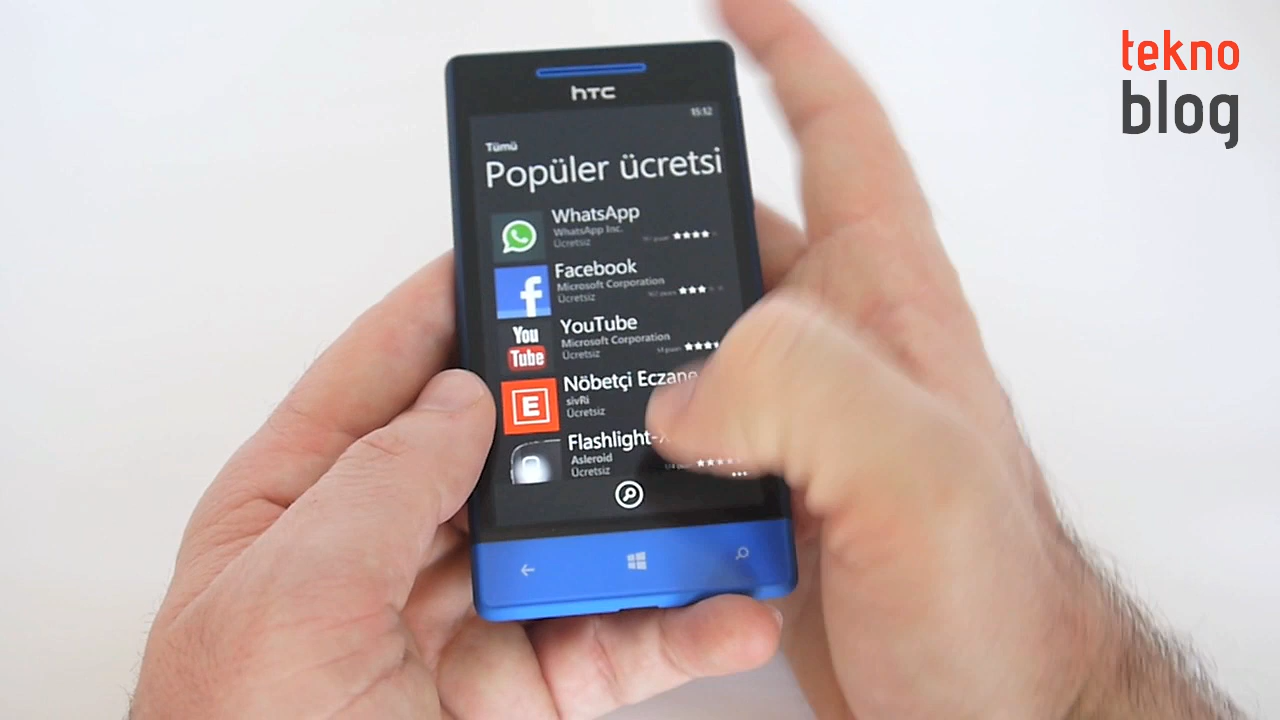 tekno
blog
hTC
15:12
Tümü
Popüler ücretsi
WhatsApp
WhatsApp Inc.
Ücretsiz
Facebook
Microsoft Corporation
Ücretsiz
You
Tube
YouTube
Microsoft Corporation
Ücretsiz
E
Nöbetçi Eczane
sivRi
Ücretsiz
Flashlight-X
Asleroid
Ücretsiz